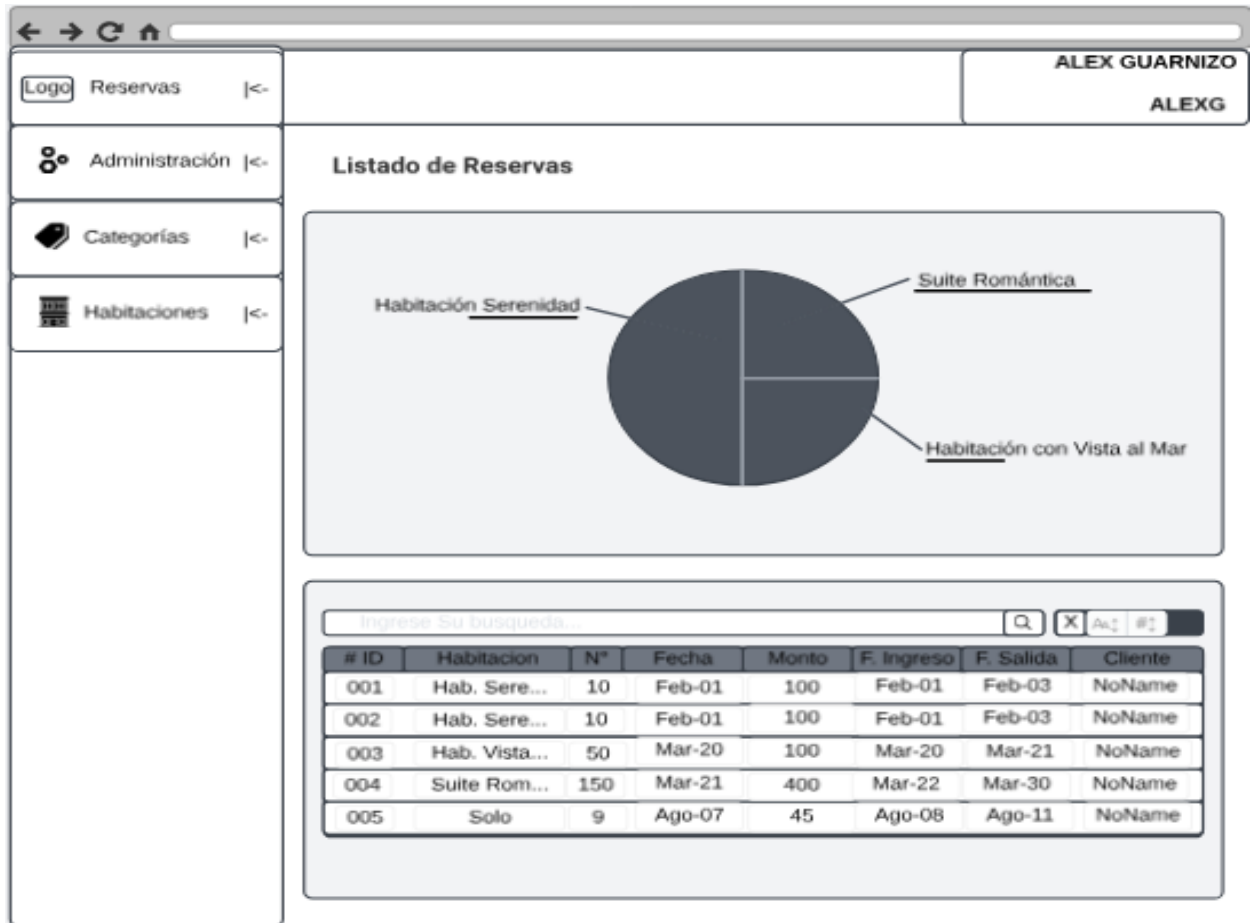 ALEX GUARNIZO
ALEXG
Logo Reservas |<-
Administración |<-
Categorías |<-
Habitaciones |<-
Listado de Reservas
Habitación Serenidad
Suite Romántica
Habitación con Vista al Mar
Ingrese Su busqueda... X Aa #
# ID Habitacion N° Fecha Monto F. Ingreso F. Salida Cliente
001 Hab. Sere... 10 Feb-01 100 Feb-01 Feb-03 NoName
002 Hab. Sere... 10 Feb-01 100 Feb-01 Feb-03 NoName
003 Hab. Vista... 50 Mar-20 100 Mar-20 Mar-21 NoName
004 Suite Rom... 150 Mar-21 400 Mar-22 Mar-30 NoName
005 Solo 9 Ago-07 45 Ago-08 Ago-11 NoName